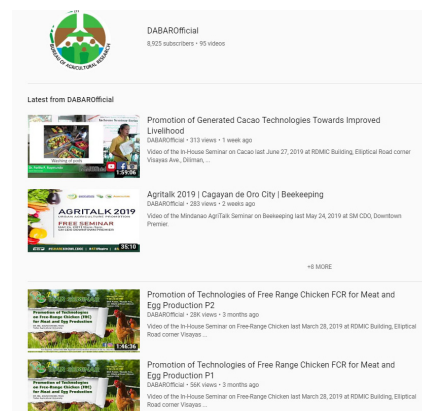 BUREAU OF AGRICULTURAL RESEARCH
DABAROfficial
8,925 subscribers • 95 videos
Latest from DABAROfficial
Washing of pods
1:59:06
Promotion of Generated Cacao Technologies Towards Improved
Livelihood
DABAROfficial • 313 views • 1 week ago
Video of the In-House Seminar on Cacao last June 27, 2019 at RDMIC Building, Elliptical Road corner
Visayas Ave., Diliman, ...
AGRITALK 2019
FREE SEMINAR
35:10
Agritalk 2019 | Cagayan de Oro City | Beekeeping
DABAROfficial • 283 views • 2 weeks ago
Video of the Mindanao AgriTalk Seminar on Beekeeping last May 24, 2019 at SM CDO, Downtown
Premier.
+8 MORE
Promotion of Technologies
on Free-Range Chicken (FRC)
for Meat and Egg Production
1:46:36
Promotion of Technologies of Free Range Chicken FCR for Meat and
Egg Production P2
DABAROfficial • 28K views • 3 months ago
Video of the In-House Seminar on Free-Range Chicken last March 28, 2019 at RDMIC Building, Elliptical
Road corner Visayas ...
Promotion of Technologies
on Free-Range Chicken (FRC)
for Meat and Egg Production
Promotion of Technologies of Free Range Chicken FCR for Meat and
Egg Production P1
DABAROfficial • 56K views • 3 months ago
Video of the In-House Seminar on Free-Range Chicken last March 28, 2019 at RDMIC Building, Elliptical
Road corner Visayas ...